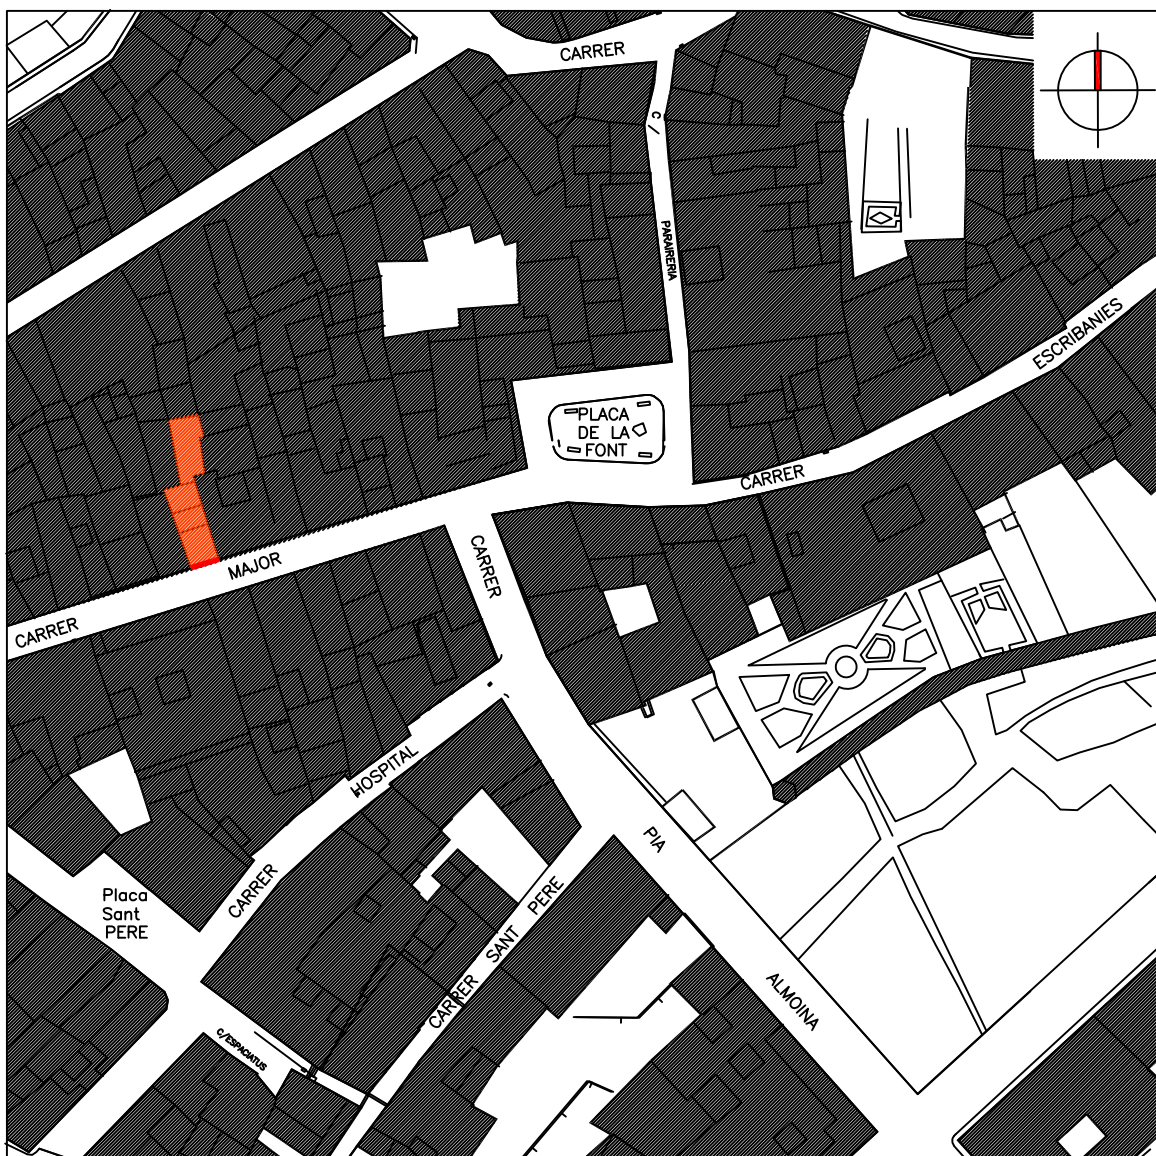 CARRER
C/
PARAIRERIA
ESCRIBANIES
PLACA
DE LA
FONT
CARRER
CARRER
MAJOR
CARRER
HOSPITAL
CARRER
PIA
ALMOINA
Placa
Sant
PERE
CARRER SANT PERE
C/ESPACIATUS